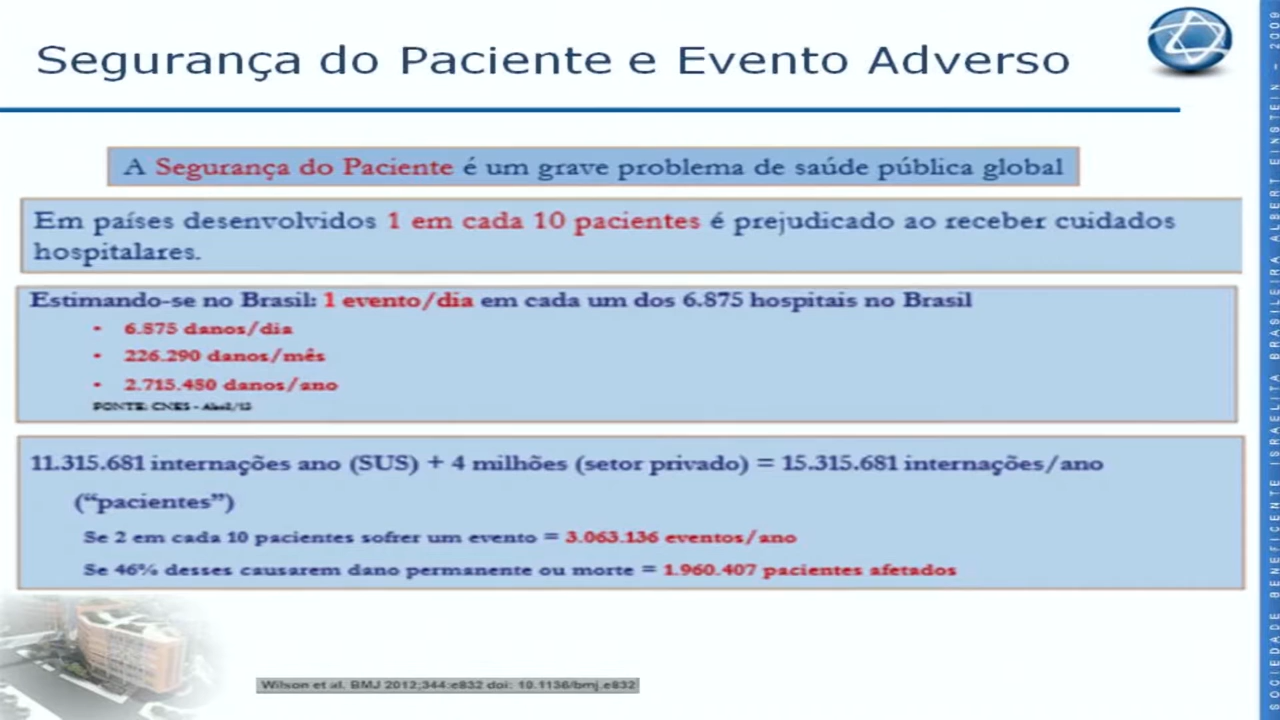 Segurança do Paciente e Evento Adverso
A Segurança do Paciente é um grave problema de saúde pública global
Em países desenvolvidos 1 em cada 10 pacientes é prejudicado ao receber cuidados
hospitalares.
Estimando-se no Brasil: 1 evento/dia em cada um dos 6.875 hospitais no Brasil
• 6.875 danos/dia
• 226.290 danos/mês
• 2.715.480 danos/ano
FONTE: CNES - Abril/13
11.315.681 internações ano (SUS) + 4 milhões (setor privado) = 15.315.681 internações/ano
(“pacientes”)
Se 2 em cada 10 pacientes sofrer um evento = 3.063.136 eventos/ano
Se 46% desses causarem dano permanente ou morte = 1.960.407 pacientes afetados
Wilson et al. BMJ 2012;344:e832 doi: 10.1136/bmj.e832
SOCIEDADE BENEFICENTE ISRAELITA BRASILEIRA ALBERT EINSTEIN - 2009